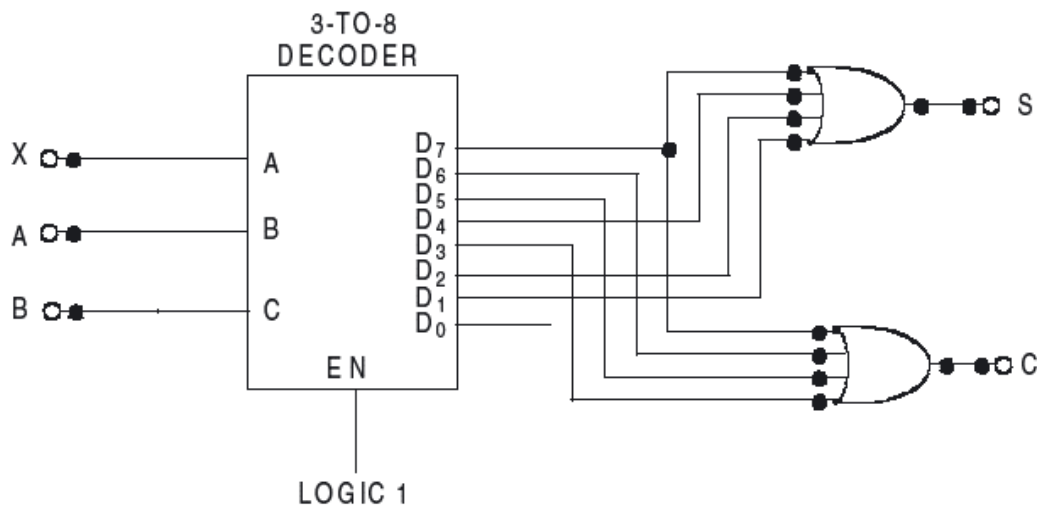 3-TO-8
DECODER
X
A
B
A
B
C
D7
D6
D5
D4
D3
D2
D1
D0
EN
LOGIC 1
S
C